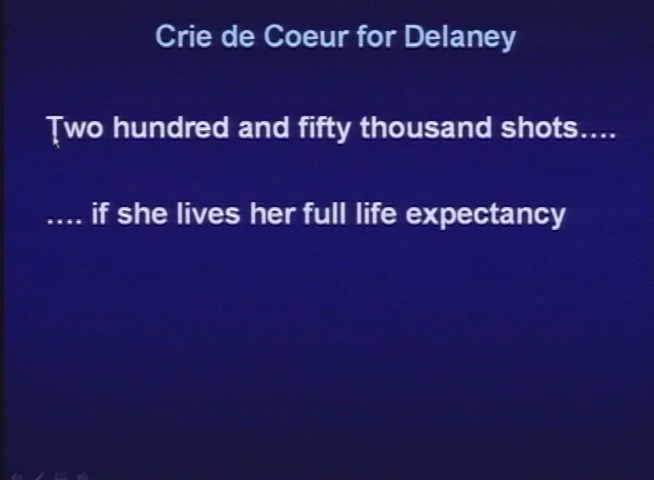 Crie de Coeur for Delaney
Two hundred and fifty thousand shots....
.... if she lives her full life expectancy